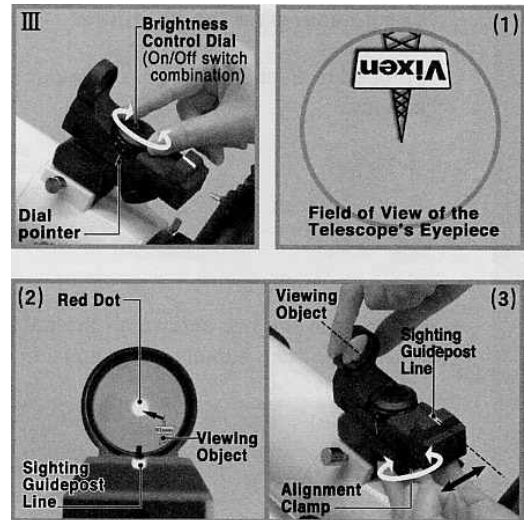 III
Brightness
Control Dial
(On/Off switch
combination)
Dial
pointer
(1)
Vixen®
Field of View of the
Telescope's Eyepiece
(2)
Red Dot
Viewing
Object
Sighting
Guidepost
Line
(3)
Viewing
Object
Sighting
Guidepost
Line
Alignment
Clamp